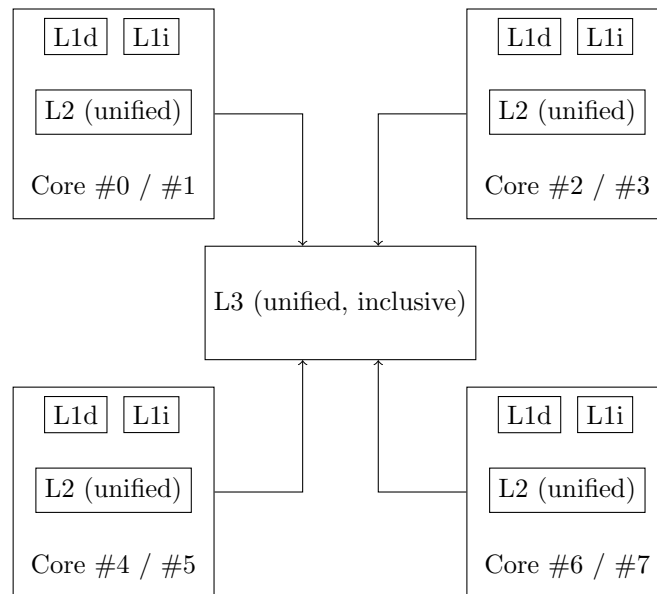 L1d L1i
L2 (unified)
Core #0 / #1
L1d L1i
L2 (unified)
Core #2 / #3
L3 (unified, inclusive)
L1d L1i
L2 (unified)
Core #4 / #5
L1d L1i
L2 (unified)
Core #6 / #7